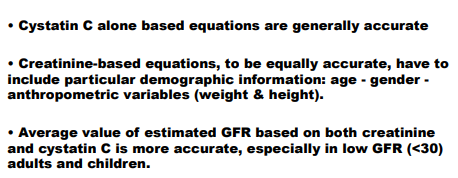 • Cystatin C alone based equations are generally accurate
• Creatinine-based equations, to be equally accurate, have to
include particular demographic information: age - gender -
anthropometric variables (weight & height).
• Average value of estimated GFR based on both creatinine
and cystatin C is more accurate, especially in low GFR (<30)
adults and children.